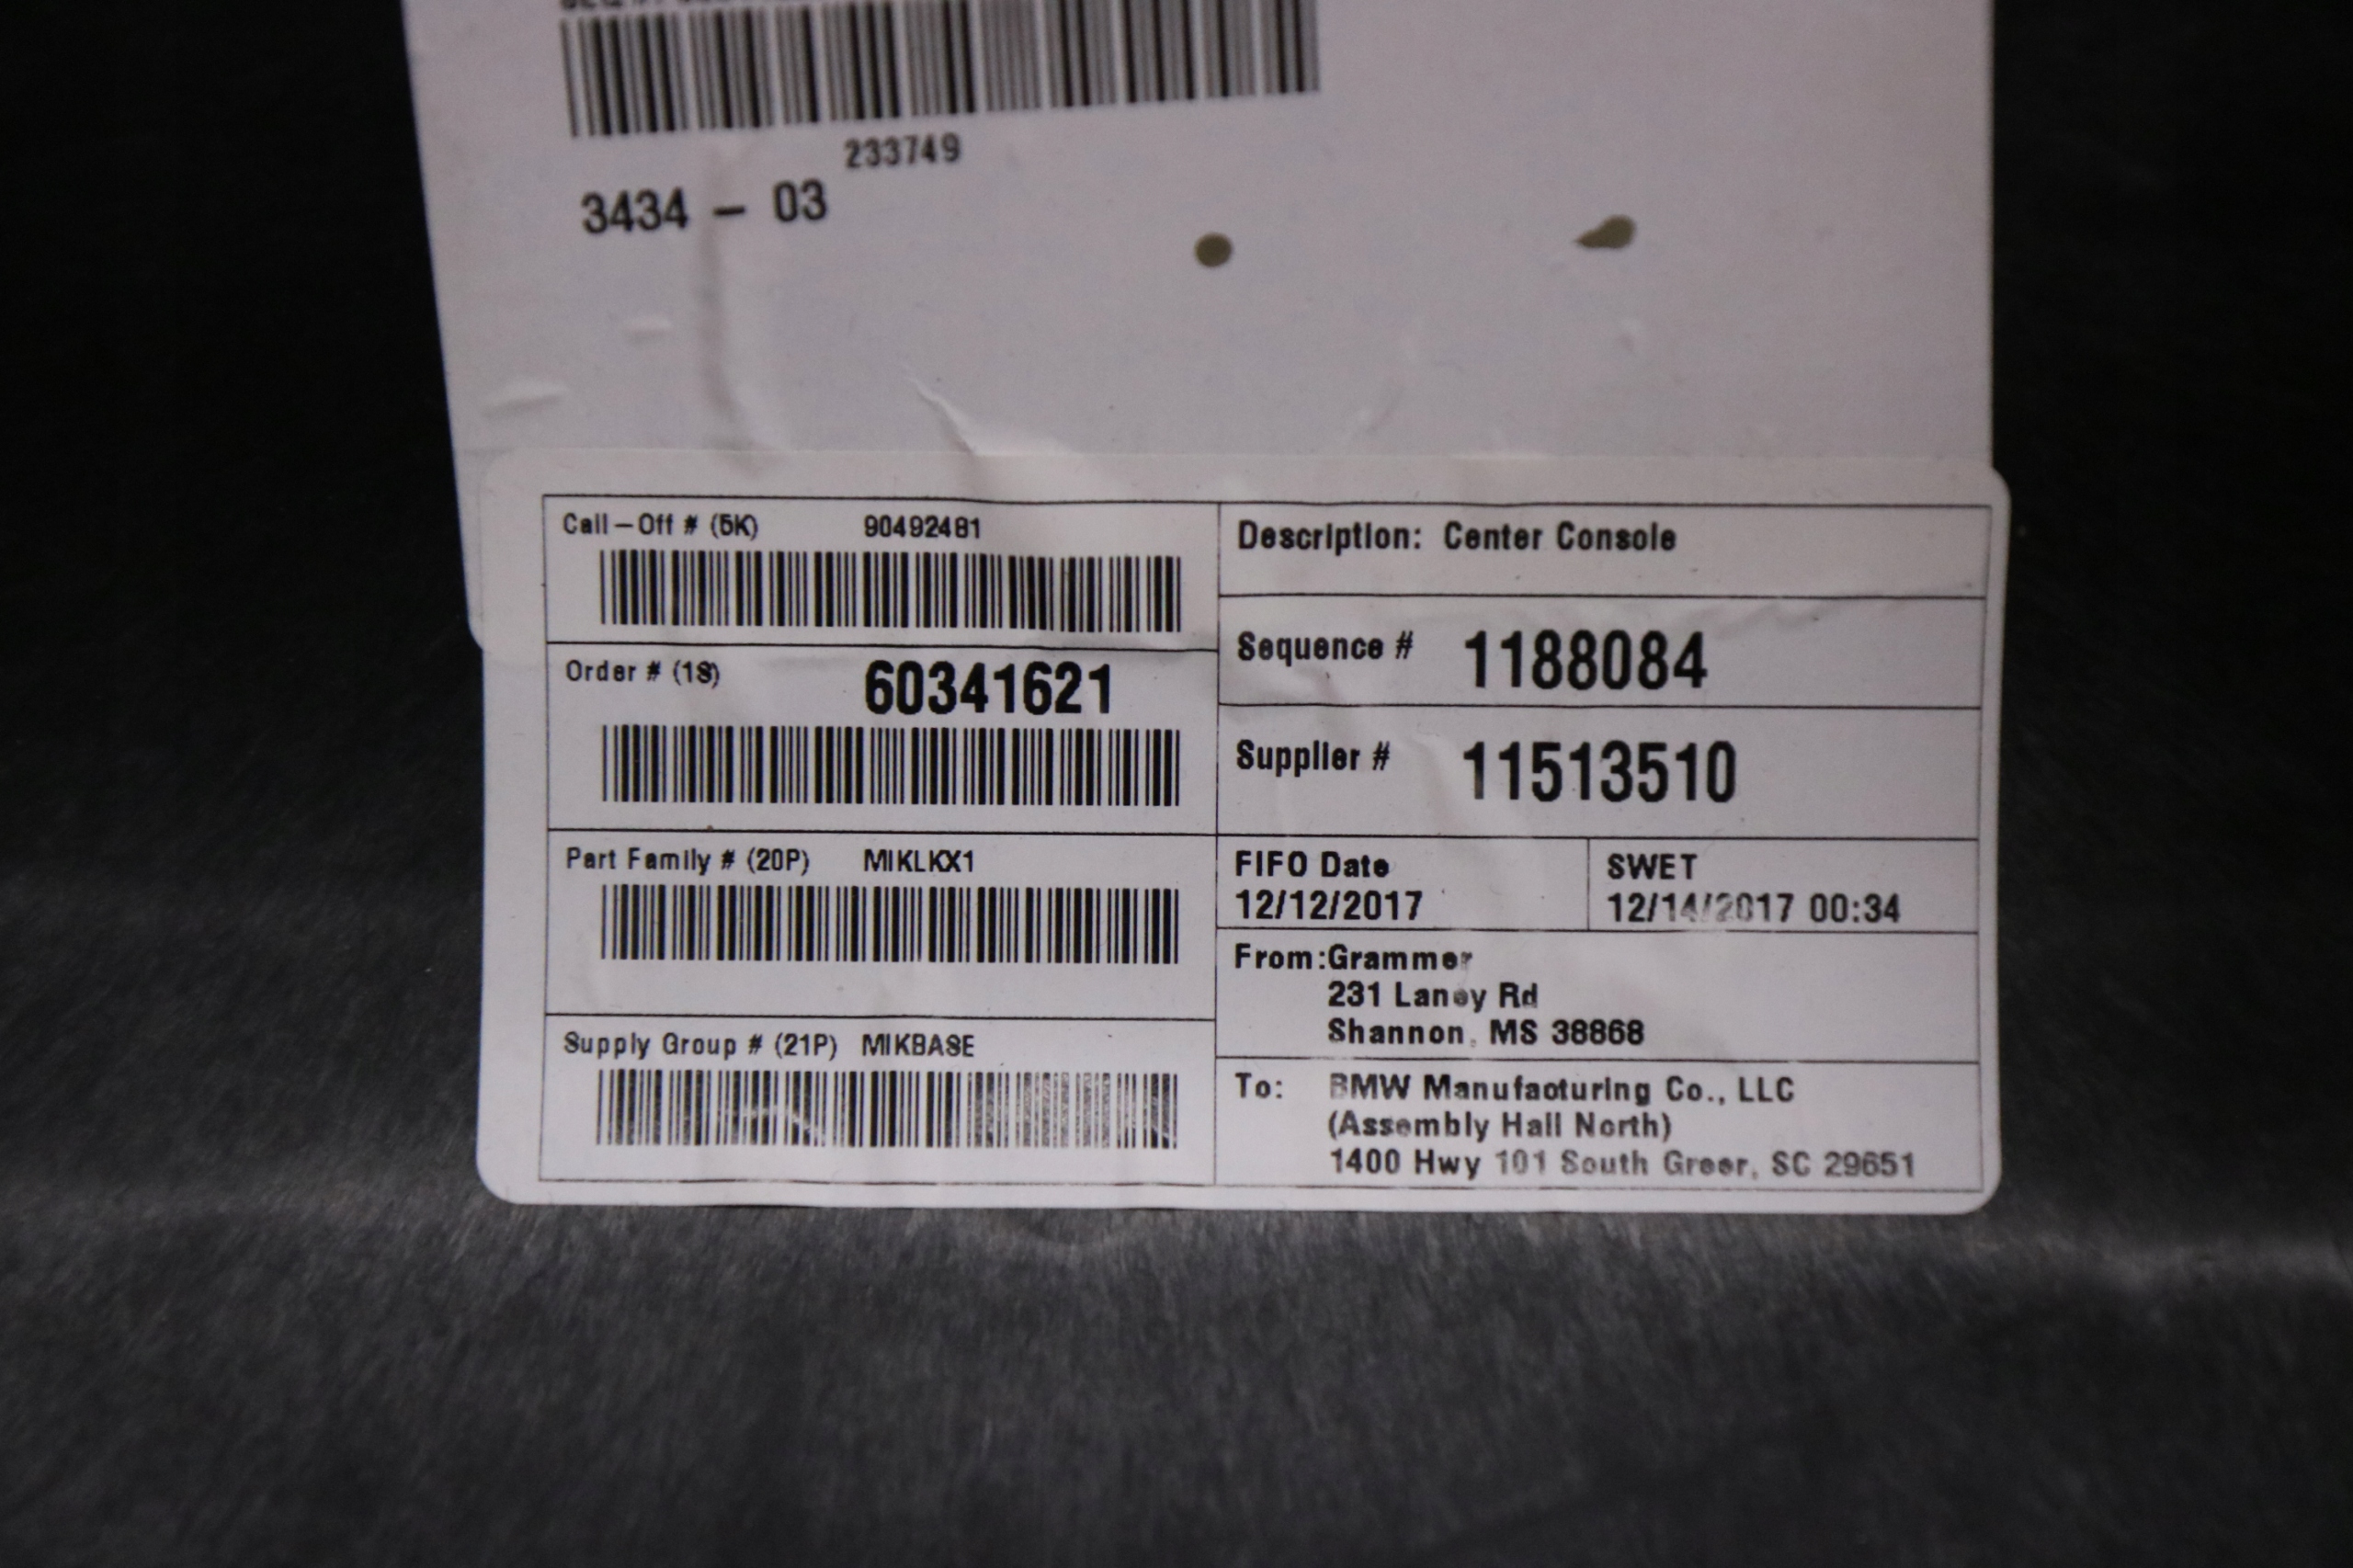 233749
3434 - 03
Call-Off # (5K) 90492481
Order # (1S) 60341621
Part Family # (20P) MIKLKX1
Supply Group # (21P) MIKBASE
Description: Center Console
Sequence # 1188084
Supplier # 11513510
FIFO Date
12/12/2017
SWET
12/14/2017 00:34
From:Grammer
231 Laney Rd
Shannon, MS 38868
To: BMW Manufacturing Co., LLC
(Assembly Hall North)
1400 Hwy 101 South Greer, SC 29651